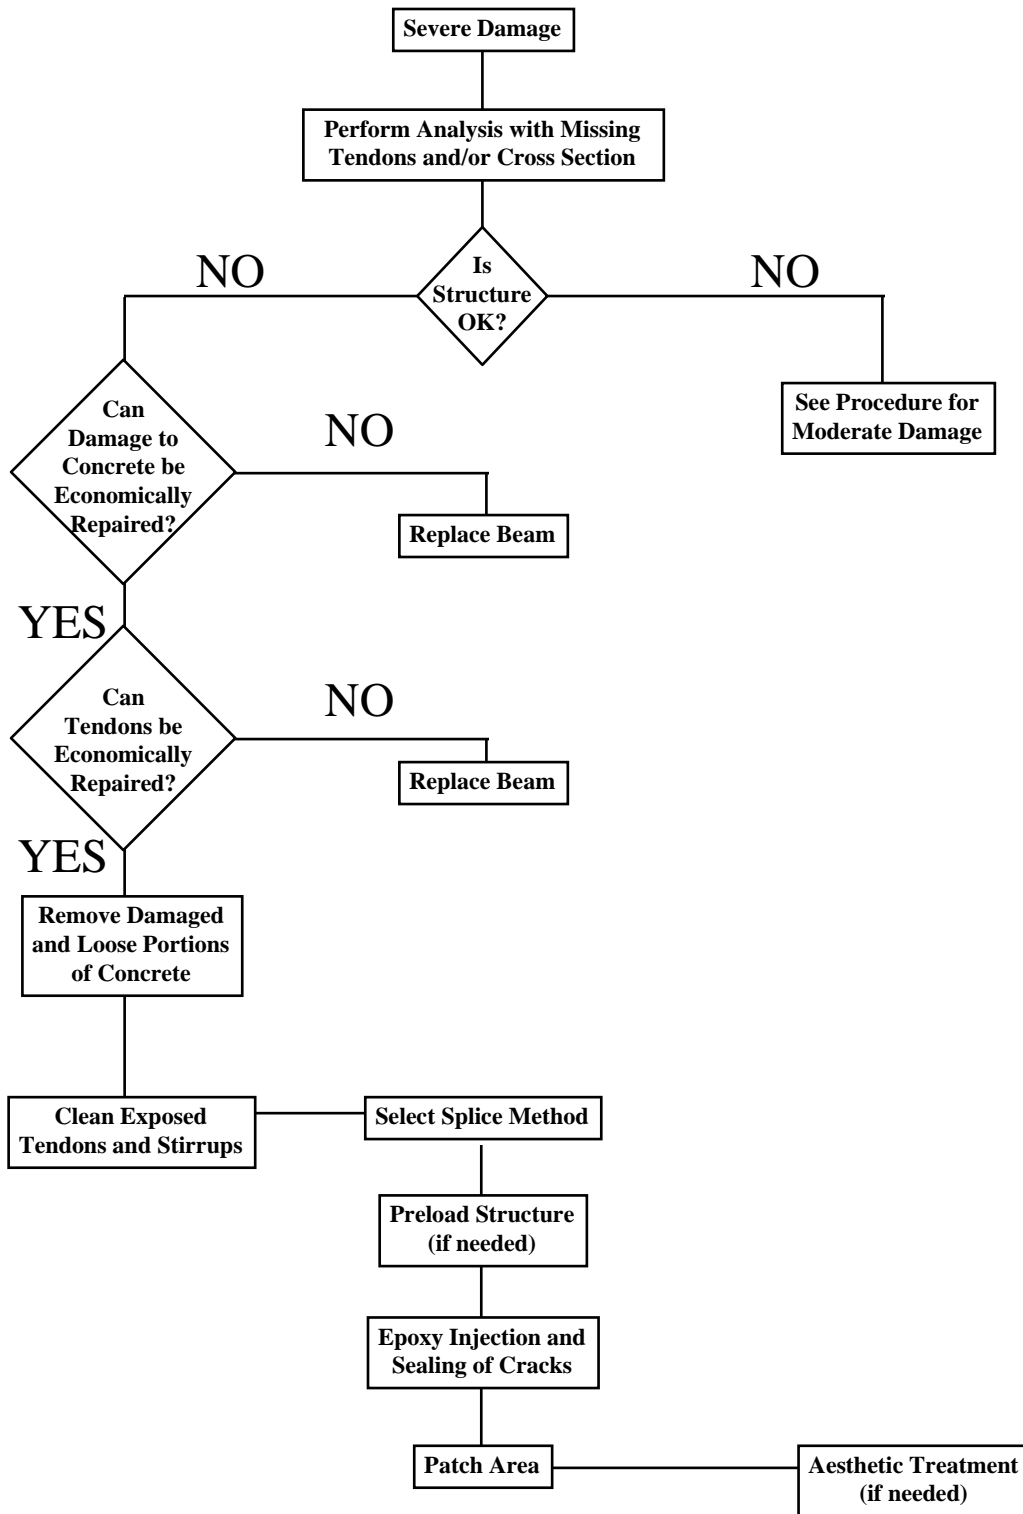 Severe Damage
Perform Analysis with Missing
Tendons and/or Cross Section
Is
Structure
OK?
NO
NO
Can
Damage to
Concrete be
Economically
Repaired?
NO
See Procedure for
Moderate Damage
Replace Beam
YES
Can
Tendons be
Economically
Repaired?
NO
Replace Beam
YES
Remove Damaged
and Loose Portions
of Concrete
Clean Exposed
Tendons and Stirrups
Select Splice Method
Preload Structure
(if needed)
Epoxy Injection and
Sealing of Cracks
Patch Area
Aesthetic Treatment
(if needed)